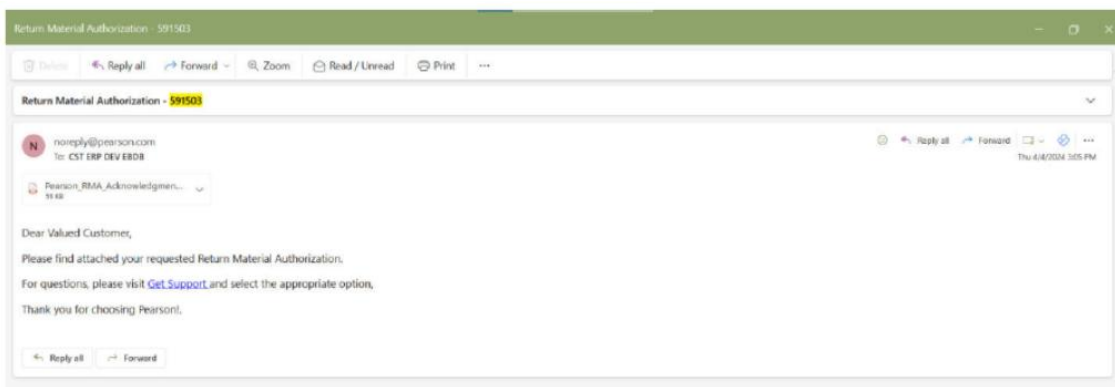 Return Material Authorization - 591503
Delete Reply all Forward Zoom Read / Unread Print ...
Return Material Authorization - 591503
N noreply@pearson.com Reply all Forward ...
To: CST ERP DEV EBDB Thu 4/4/2024 3:05 PM
Pearson_RMA_Acknowledgmen...
Dear Valued Customer,
Please find attached your requested Return Material Authorization.
For questions, please visit Get Support and select the appropriate option,
Thank you for choosing Pearson!.
Reply all Forward